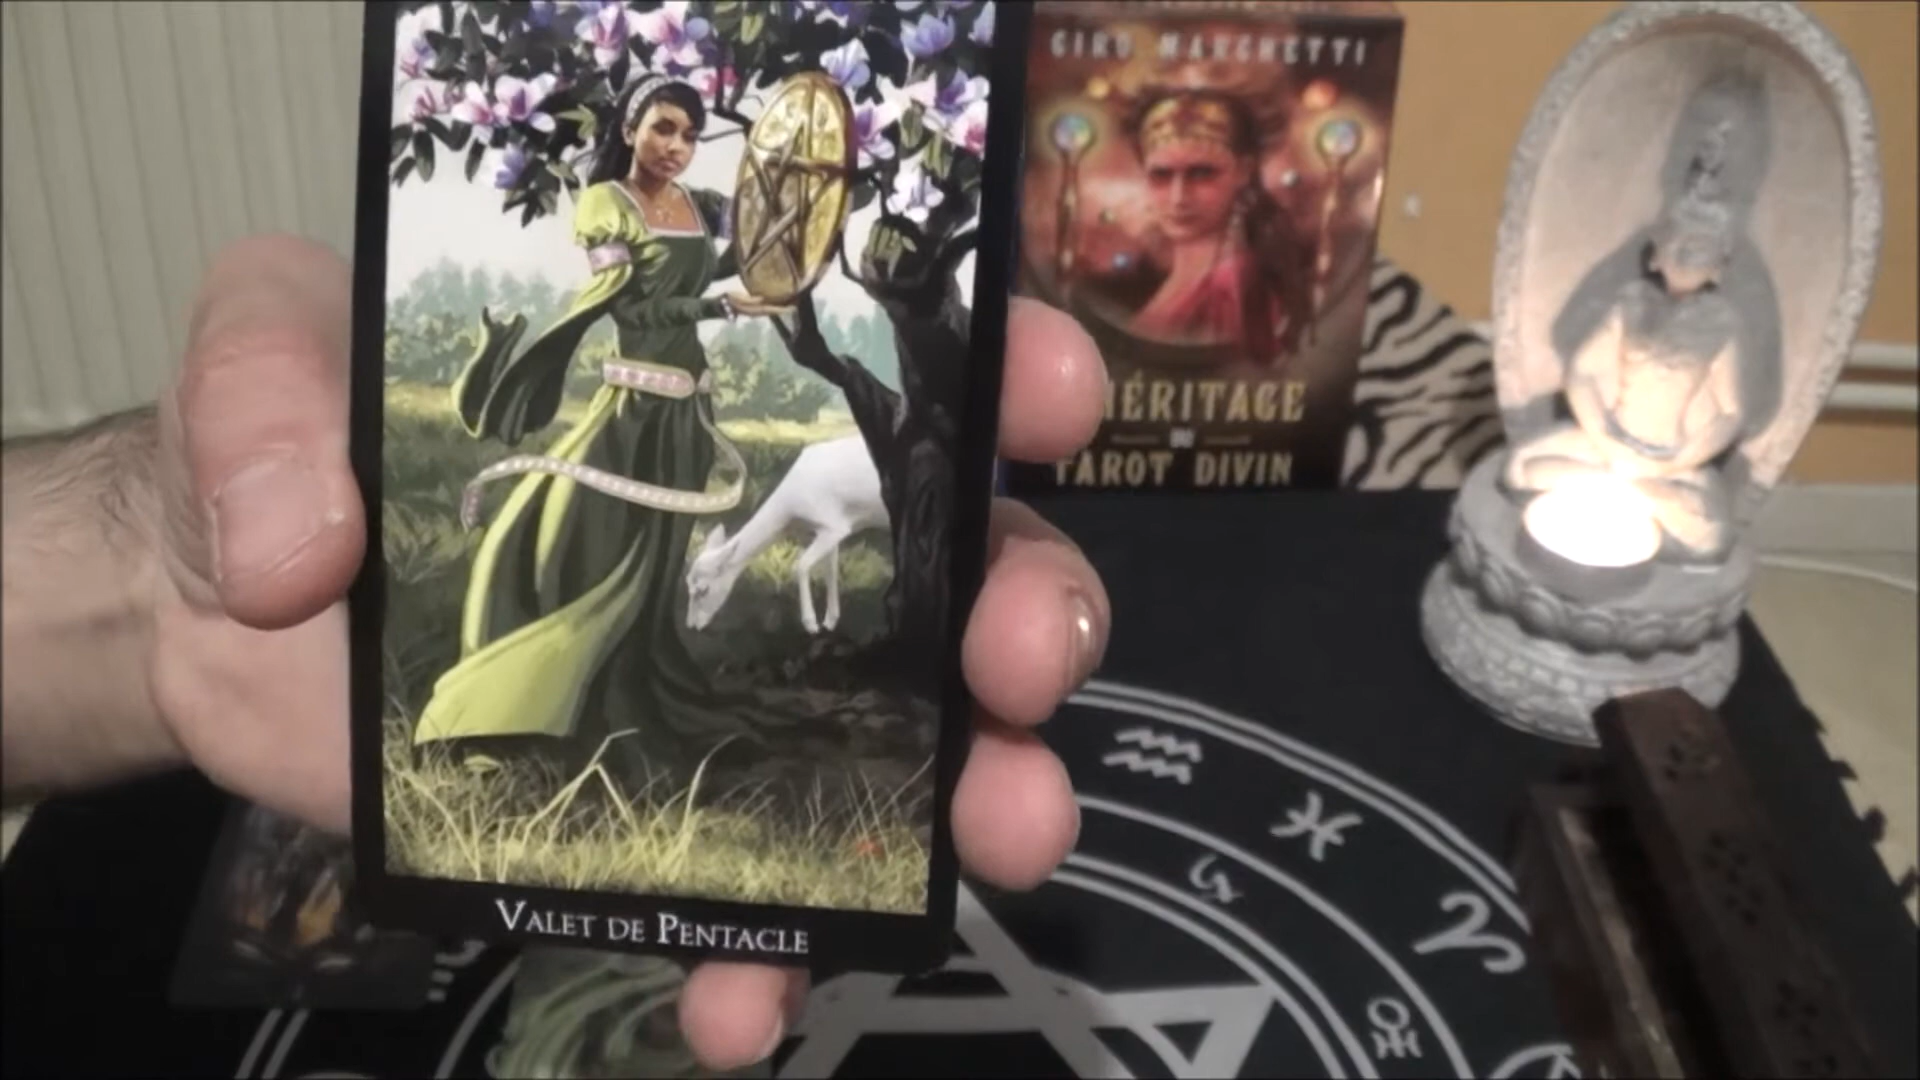 CIRO MARCHETTI
HÉRITAGE
DU
TAROT DIVIN
VALET DE PENTACLE